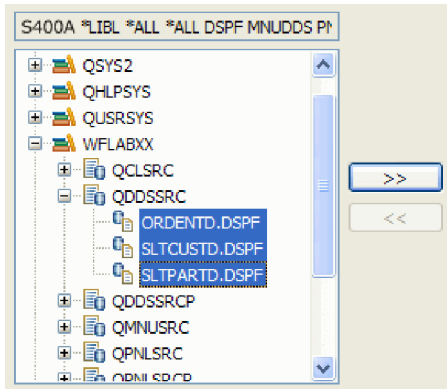 S400A *LIBL *ALL *ALL DSPF MNUDDS
QSYS2
QHLPSYS
QUSRSYS
WFLABXX
QCLSRC
>>
QDDSSRC
ORDENTD.DSPF
<<
SLTCUSTD.DSPF
SLTPARTD.DSPF
QDDSSRCP
QMNUSRC
QPNLSRC